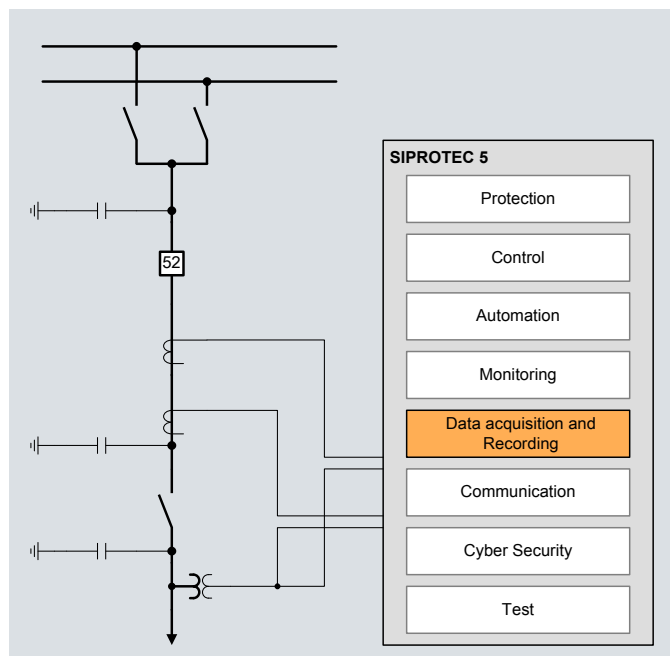 SIPROTEC 5
Protection
Control
52
Automation
Monitoring
Data acquisition and
Recording
Communication
Cyber Security
Test